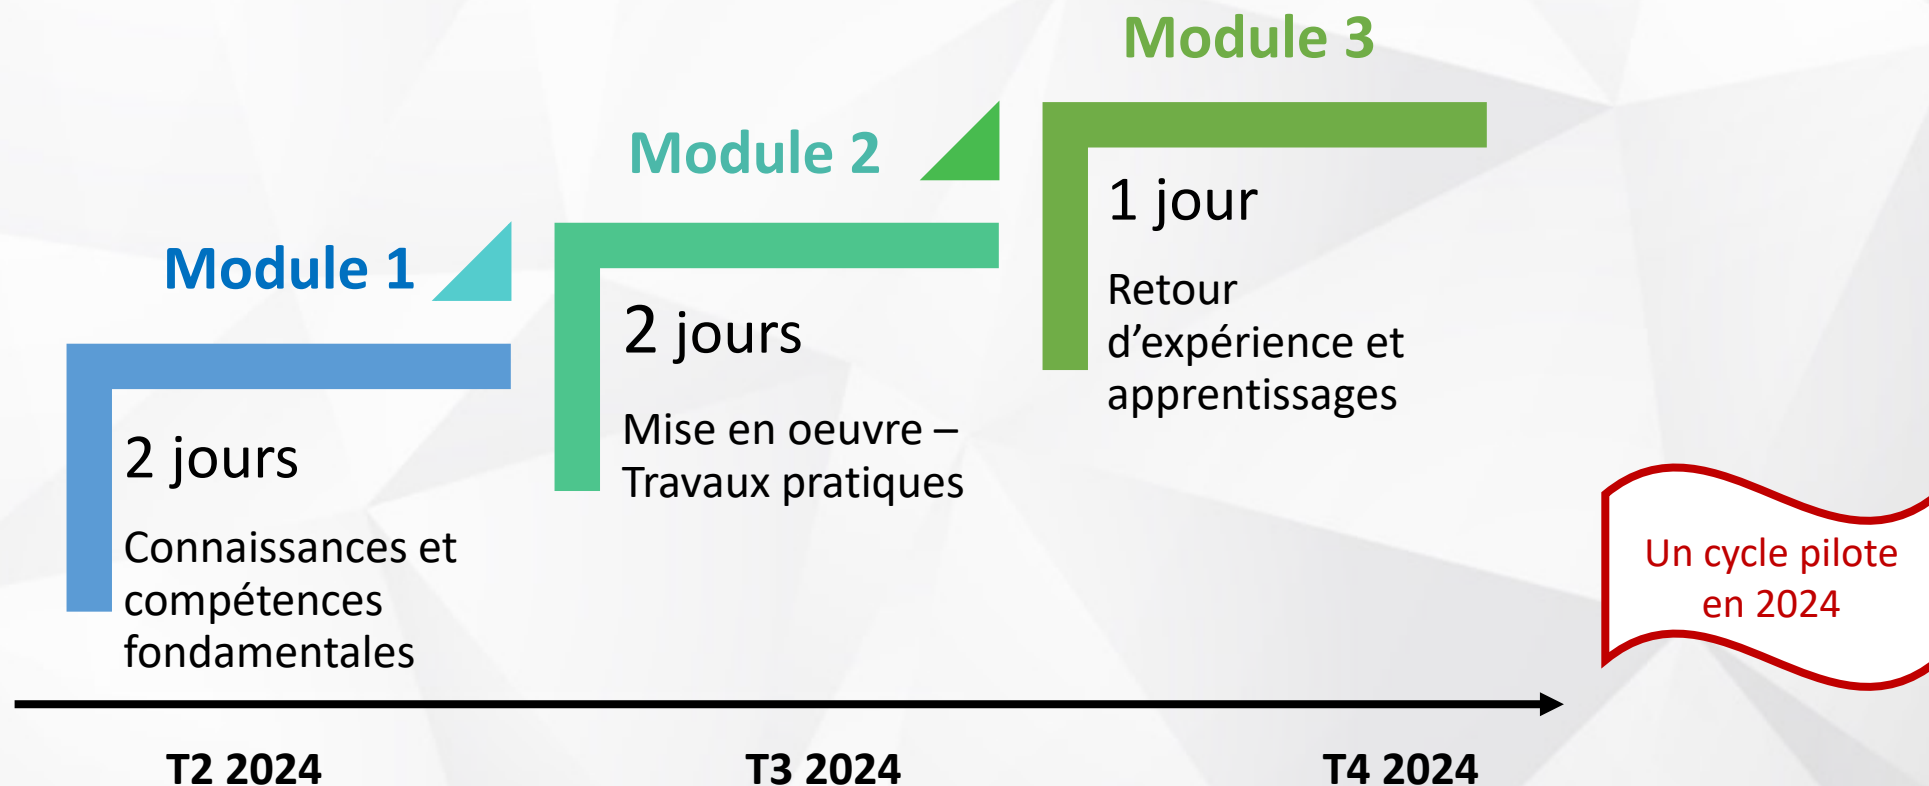 Module 1
2 jours
Connaissances et
compétences
fondamentales
Module 2
2 jours
Mise en oeuvre –
Travaux pratiques
Module 3
1 jour
Retour
d’expérience et
apprentissages
Un cycle pilote
en 2024
T2 2024
T3 2024
T4 2024